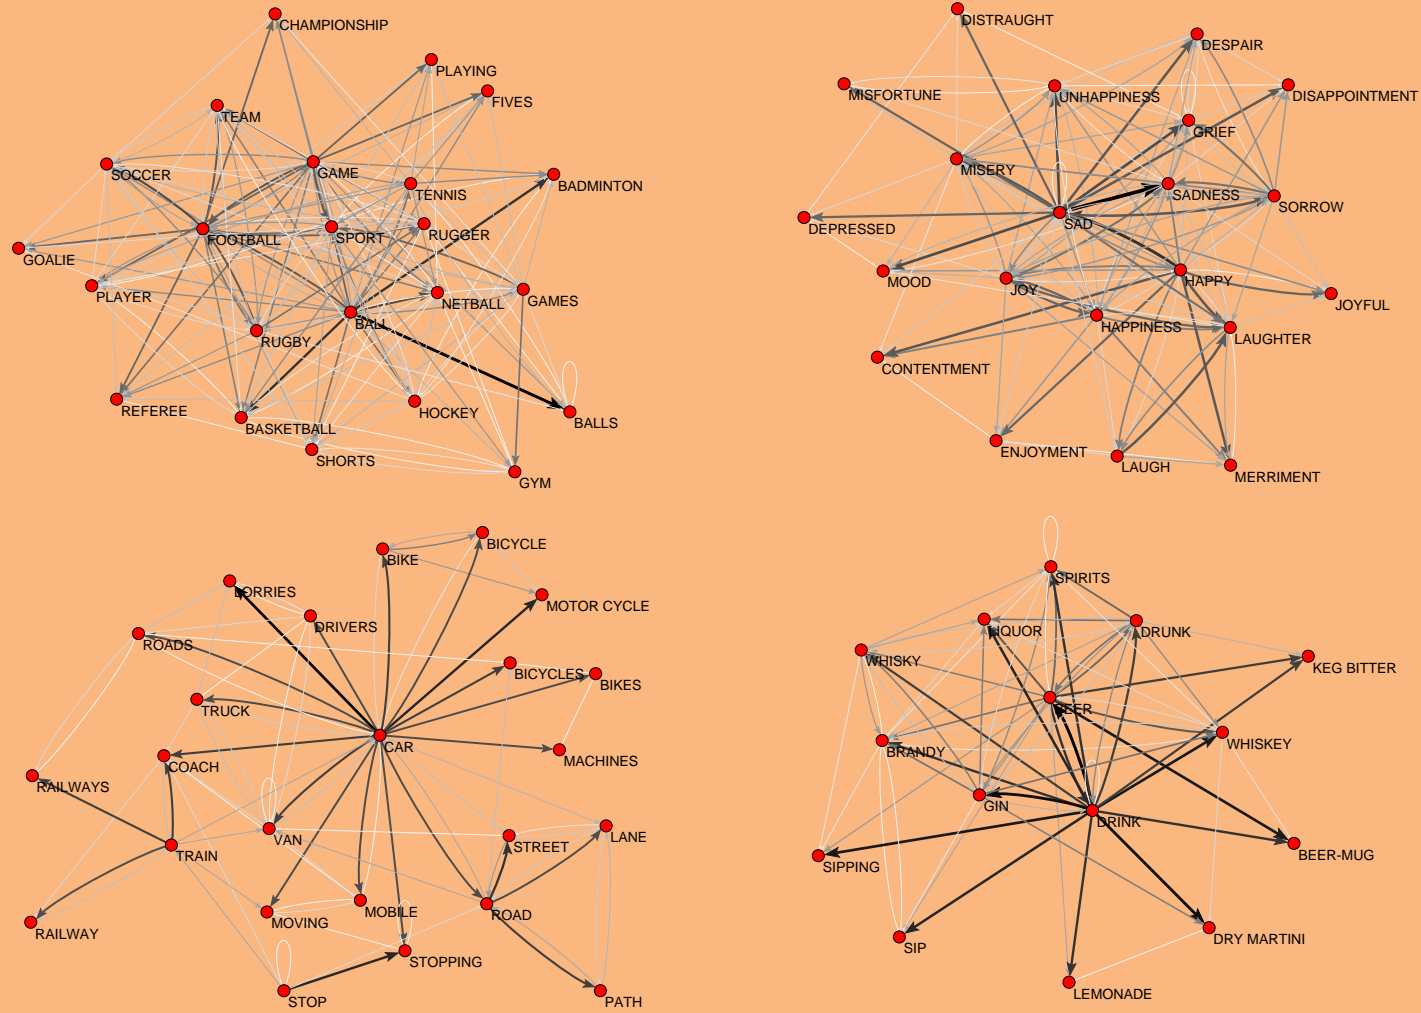 CHAMPIONSHIP
PLAYING
FIVES
TEAM
SOCCER
GAME
TENNIS
BADMINTON
FOOTBALL
SPORT
RUGGER
GOALIE
PLAYER
NETBALL
GAMES
BALL
RUGBY
REFEREE
BASKETBALL
HOCKEY
BALLS
SHORTS
GYM
DISTRAUGHT
DESPAIR
MISFORTUNE
UNHAPPINESS
DISAPPOINTMENT
GRIEF
MISERY
SADNESS
SORROW
DEPRESSED
SAD
MOOD
JOY
HAPPY
JOYFUL
HAPPINESS
LAUGHTER
CONTENTMENT
ENJOYMENT
LAUGH
MERRIMENT
BICYCLE
BIKE
LORRIES
MOTOR CYCLE
DRIVERS
ROADS
BICYCLES
BIKES
TRUCK
CAR
MACHINES
COACH
RAILWAYS
VAN
STREET
LANE
TRAIN
MOBILE
MOVING
ROAD
RAILWAY
STOPPING
STOP
PATH
SPIRITS
LIQUOR
DRUNK
WHISKY
KEG BITTER
BEER
BRANDY
WHISKEY
GIN
DRINK
SIPPING
BEER-MUG
SIP
DRY MARTINI
LEMONADE